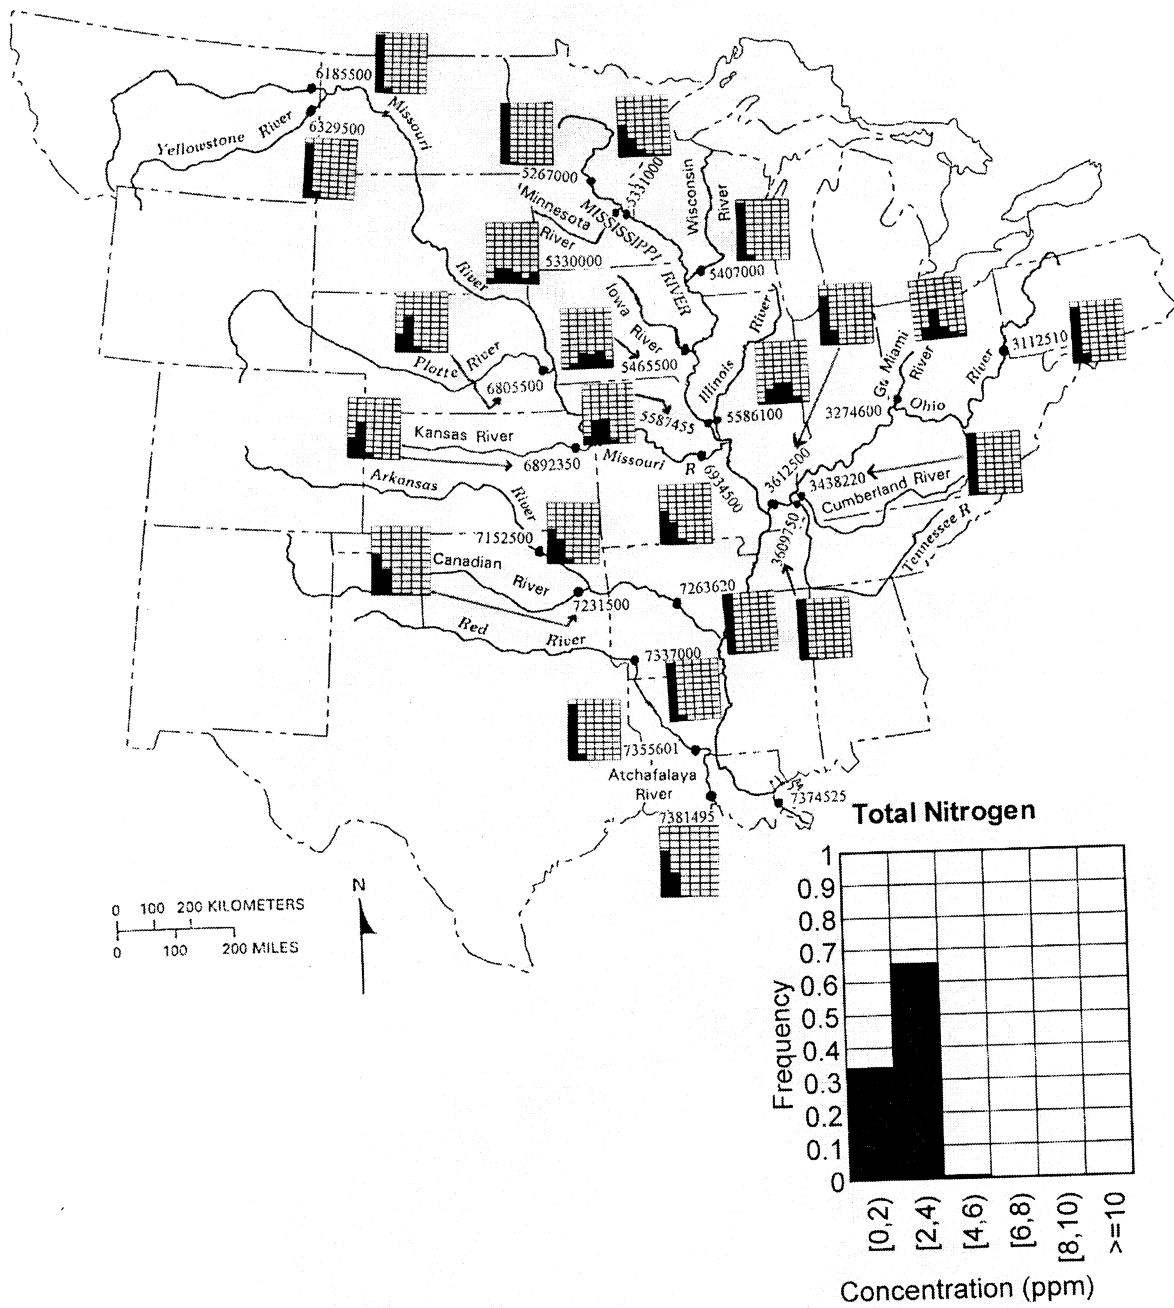 6185500
Missouri
Yellowstone River
6329500
5267000
5331000
Wisconsin
River
Minnesota
River
MISSISSIPPI
RIVER
5330000
5407000
River
Iowa
River
River
Illinois
5465500
Plotte River
6805500
Gt Miami
River
River
3112510
5587455
5586100
3274600
Ohio
Kansas River
6892350
Missouri R
6934500
3612500
3438220
Cumberland River
Arkansas
River
7152500
3609750
Tennessee R
Canadian
River
7231500
7263620
Red River
7337000
7355601
Atchafalaya
River
7374525
7381495
Total Nitrogen
N
0 100 200 KILOMETERS
0 100 200 MILES
1
0.9
0.8
0.7
0.6
0.5
0.4
0.3
0.2
0.1
0
Frequency
[0,2)
[2,4)
[4,6)
[6,8)
[8,10)
>=10
Concentration (ppm)